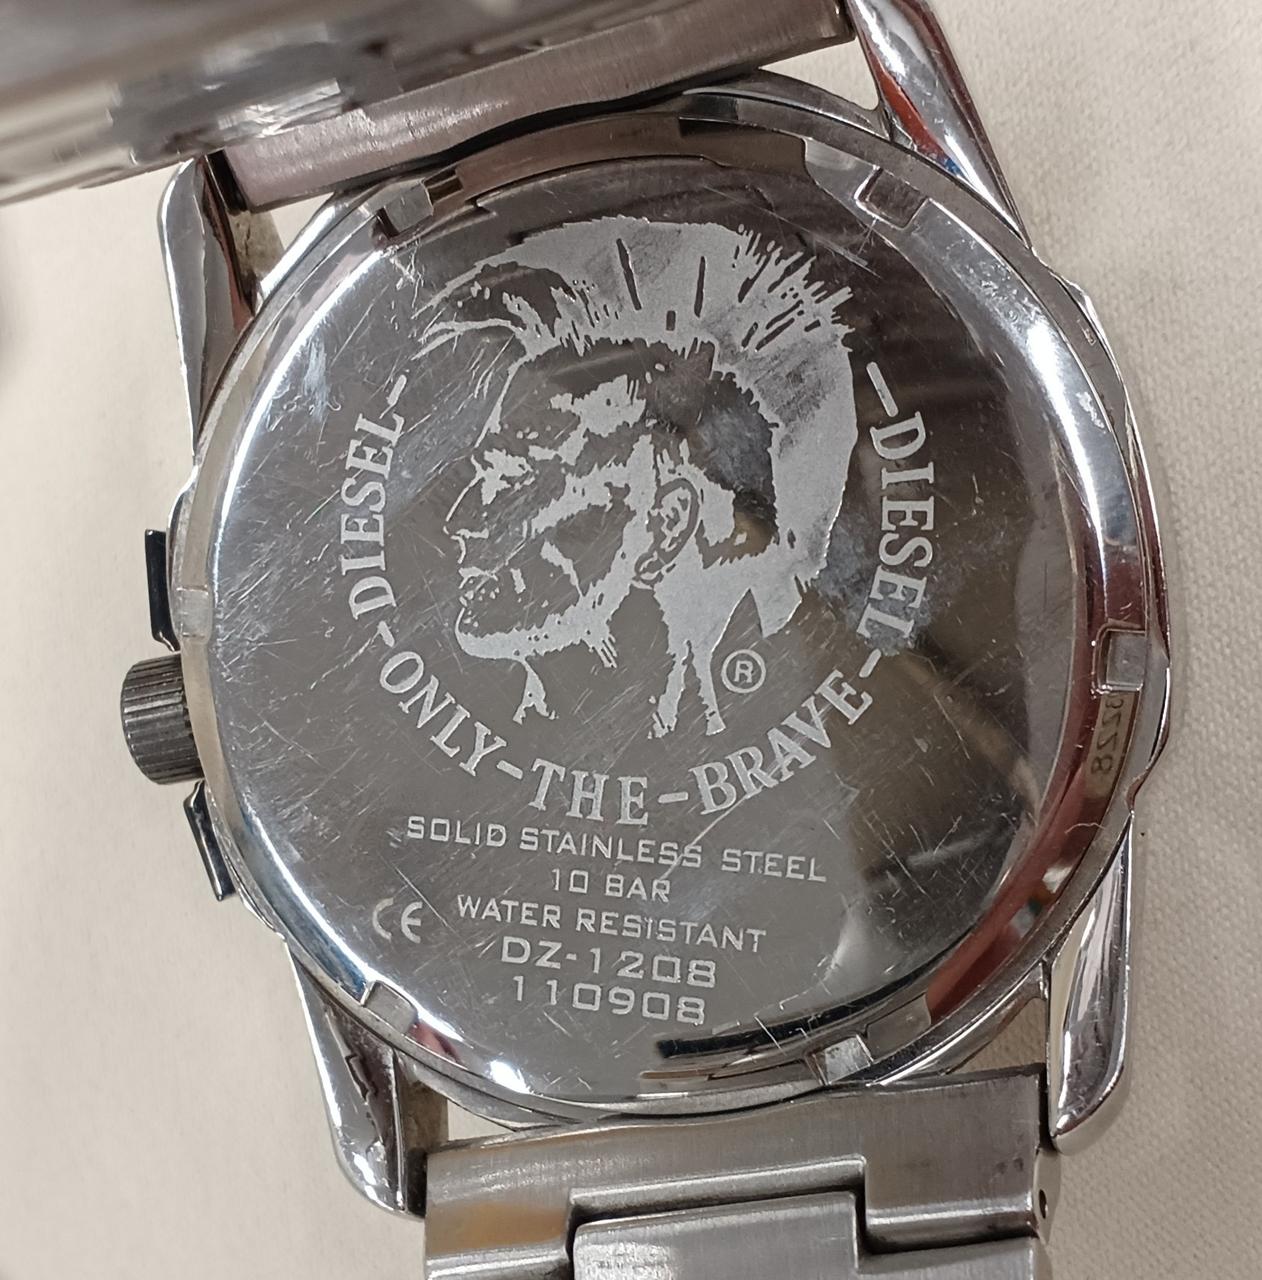 -DIESEL-ONLY-THE-BRAVE-DIESEL-
®
SOLID STAINLESS STEEL
10 BAR
WATER RESISTANT
CE
DZ-1208
110908